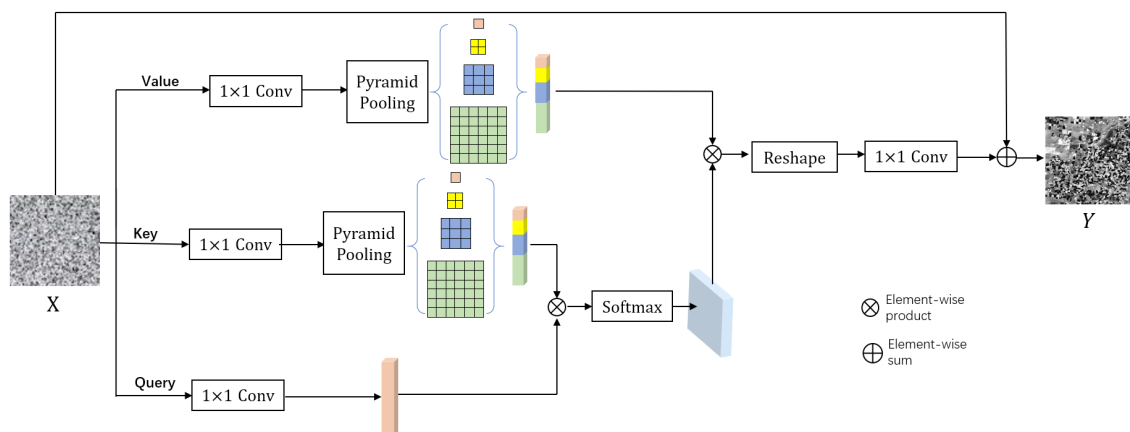 Value
1×1 Conv
Pyramid
Pooling
Reshape
1×1 Conv
Y
Key
1×1 Conv
Pyramid
Pooling
X
Softmax
Element-wise
product
Element-wise
sum
Query
1×1 Conv